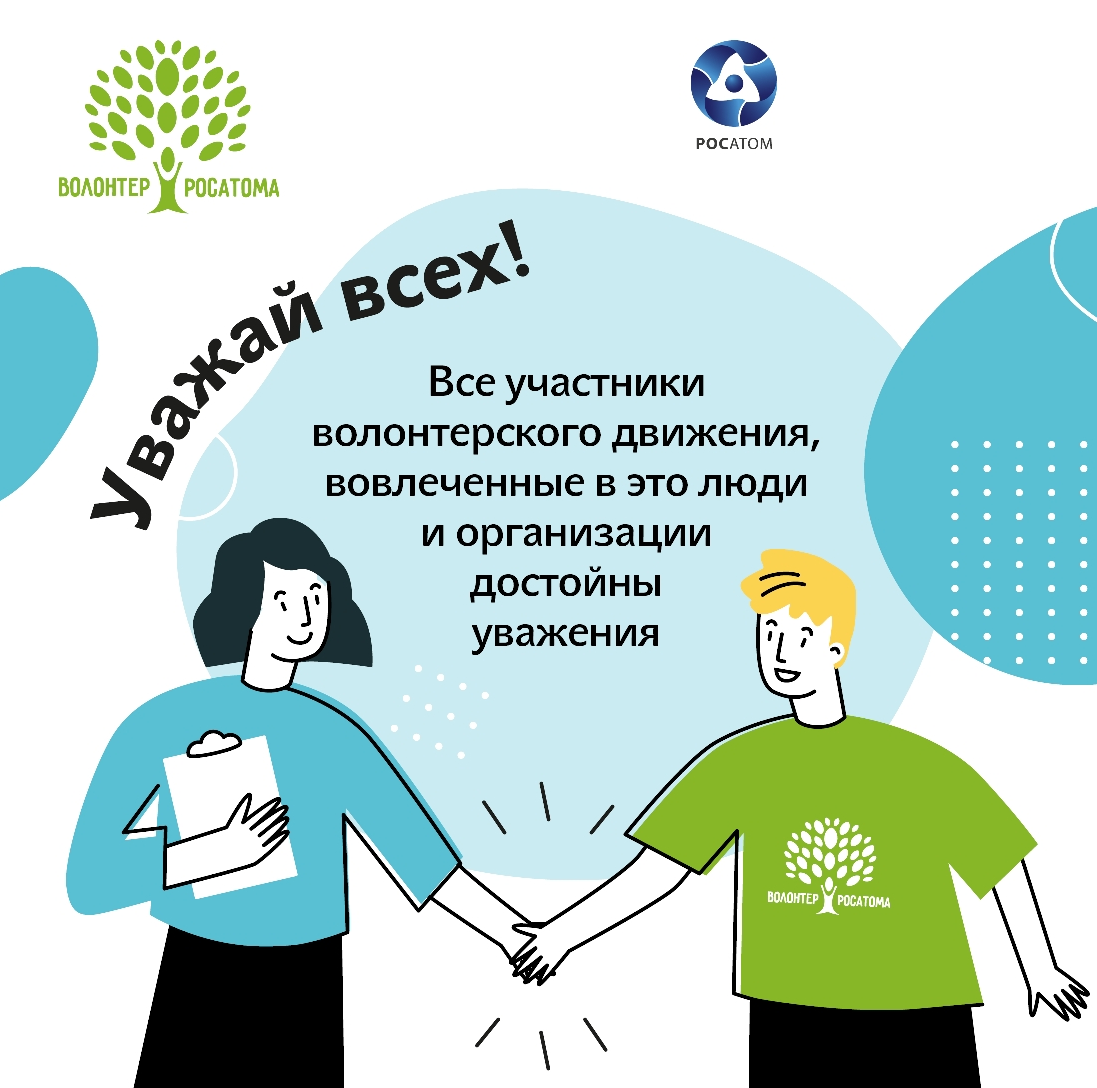 ВОЛОНТЕР РОСАТОМА
РОСАТОМ
Уважай всех!
Все участники
волонтерского движения,
вовлеченные в это люди
и организации
достойны
уважения
ВОЛОНТЕР РОСАТОМА